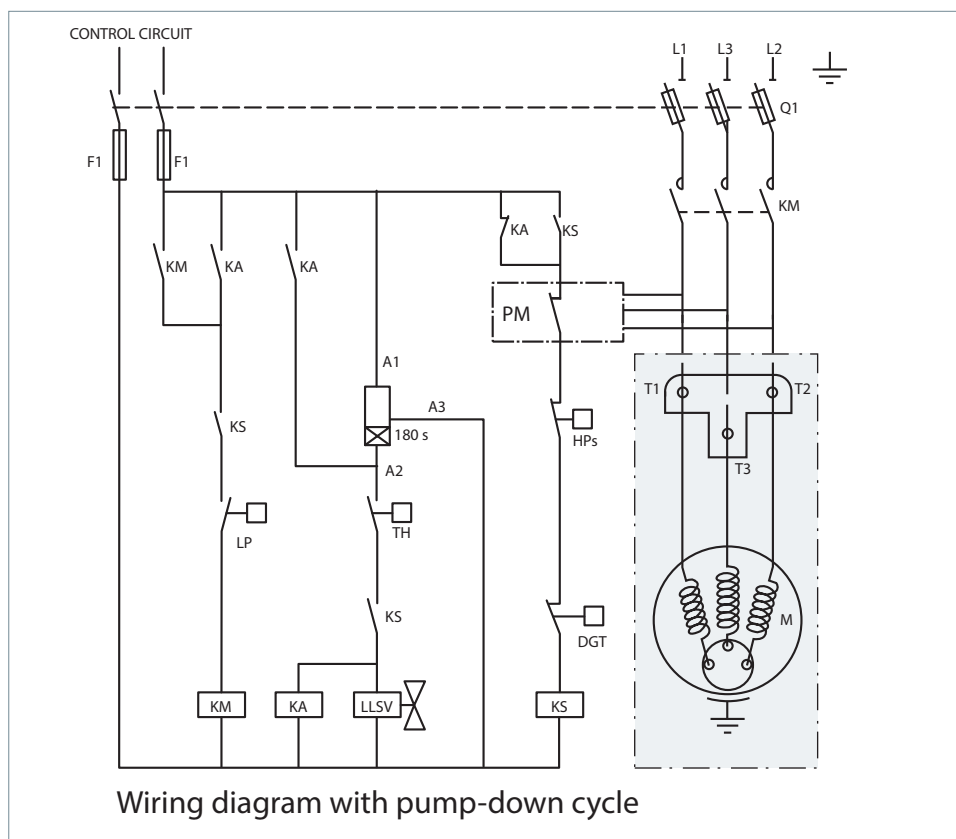 CONTROL CIRCUIT
L1 L3 L2
Q1
F1 F1
KA KS
KM
KM KA KA
PM
A1
T1 T2
A3
180 s
HPs
KS
A2
T3
LP
TH
KS
M
DGT
KM KA LLSV KS
Wiring diagram with pump-down cycle